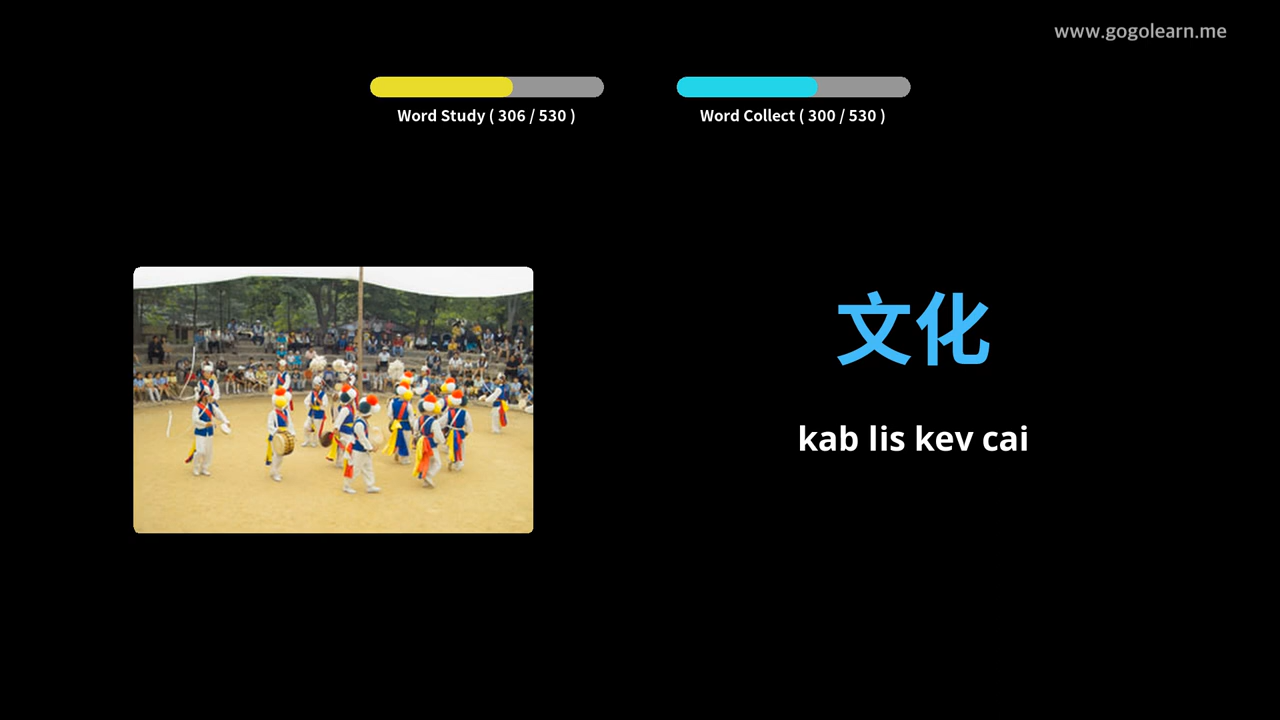 www.gogolearn.me
Word Study ( 306 / 530 )
Word Collect ( 300 / 530 )
文化
kab lis kev cai